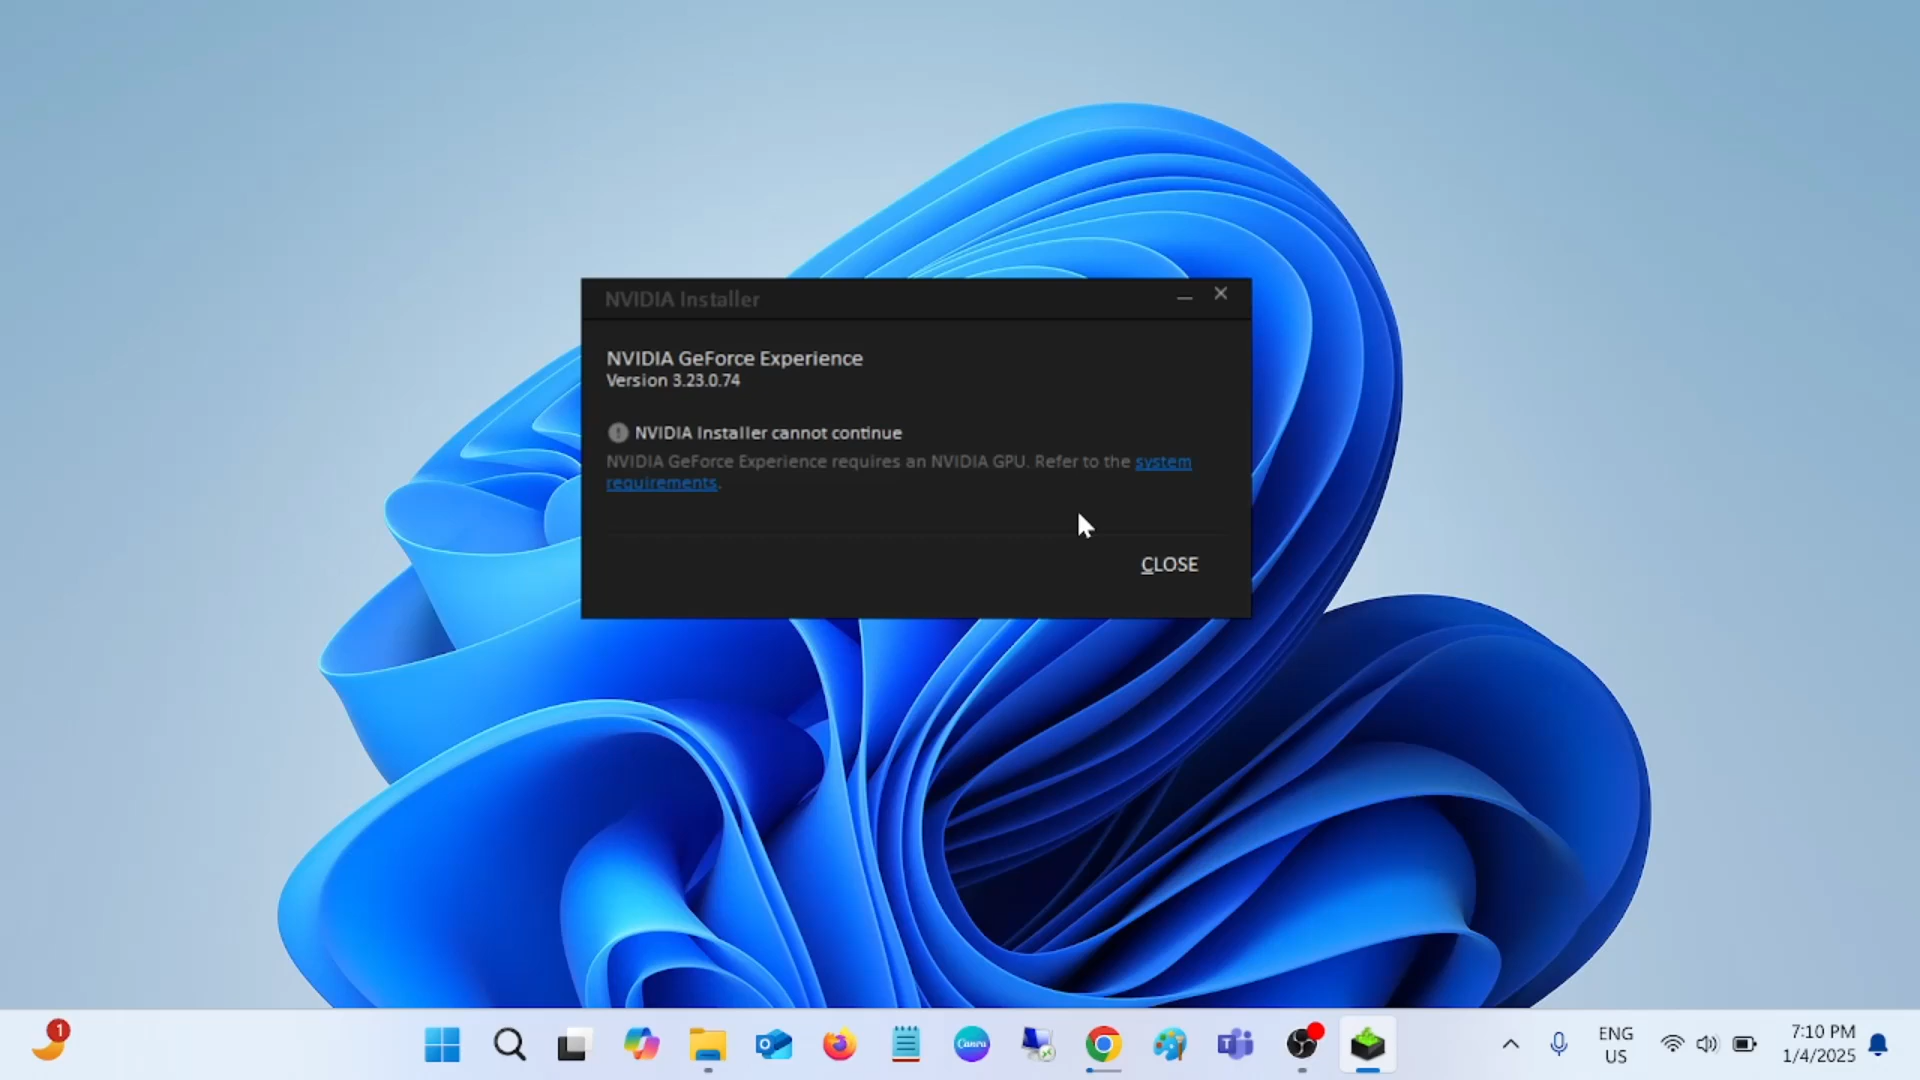 NVIDIA Installer
NVIDIA GeForce Experience
Version 3.23.0.74
NVIDIA Installer cannot continue
NVIDIA GeForce Experience requires an NVIDIA GPU. Refer to the system
requirements.
CLOSE
1
Canva
T
ENG
US
7:10 PM
1/4/2025